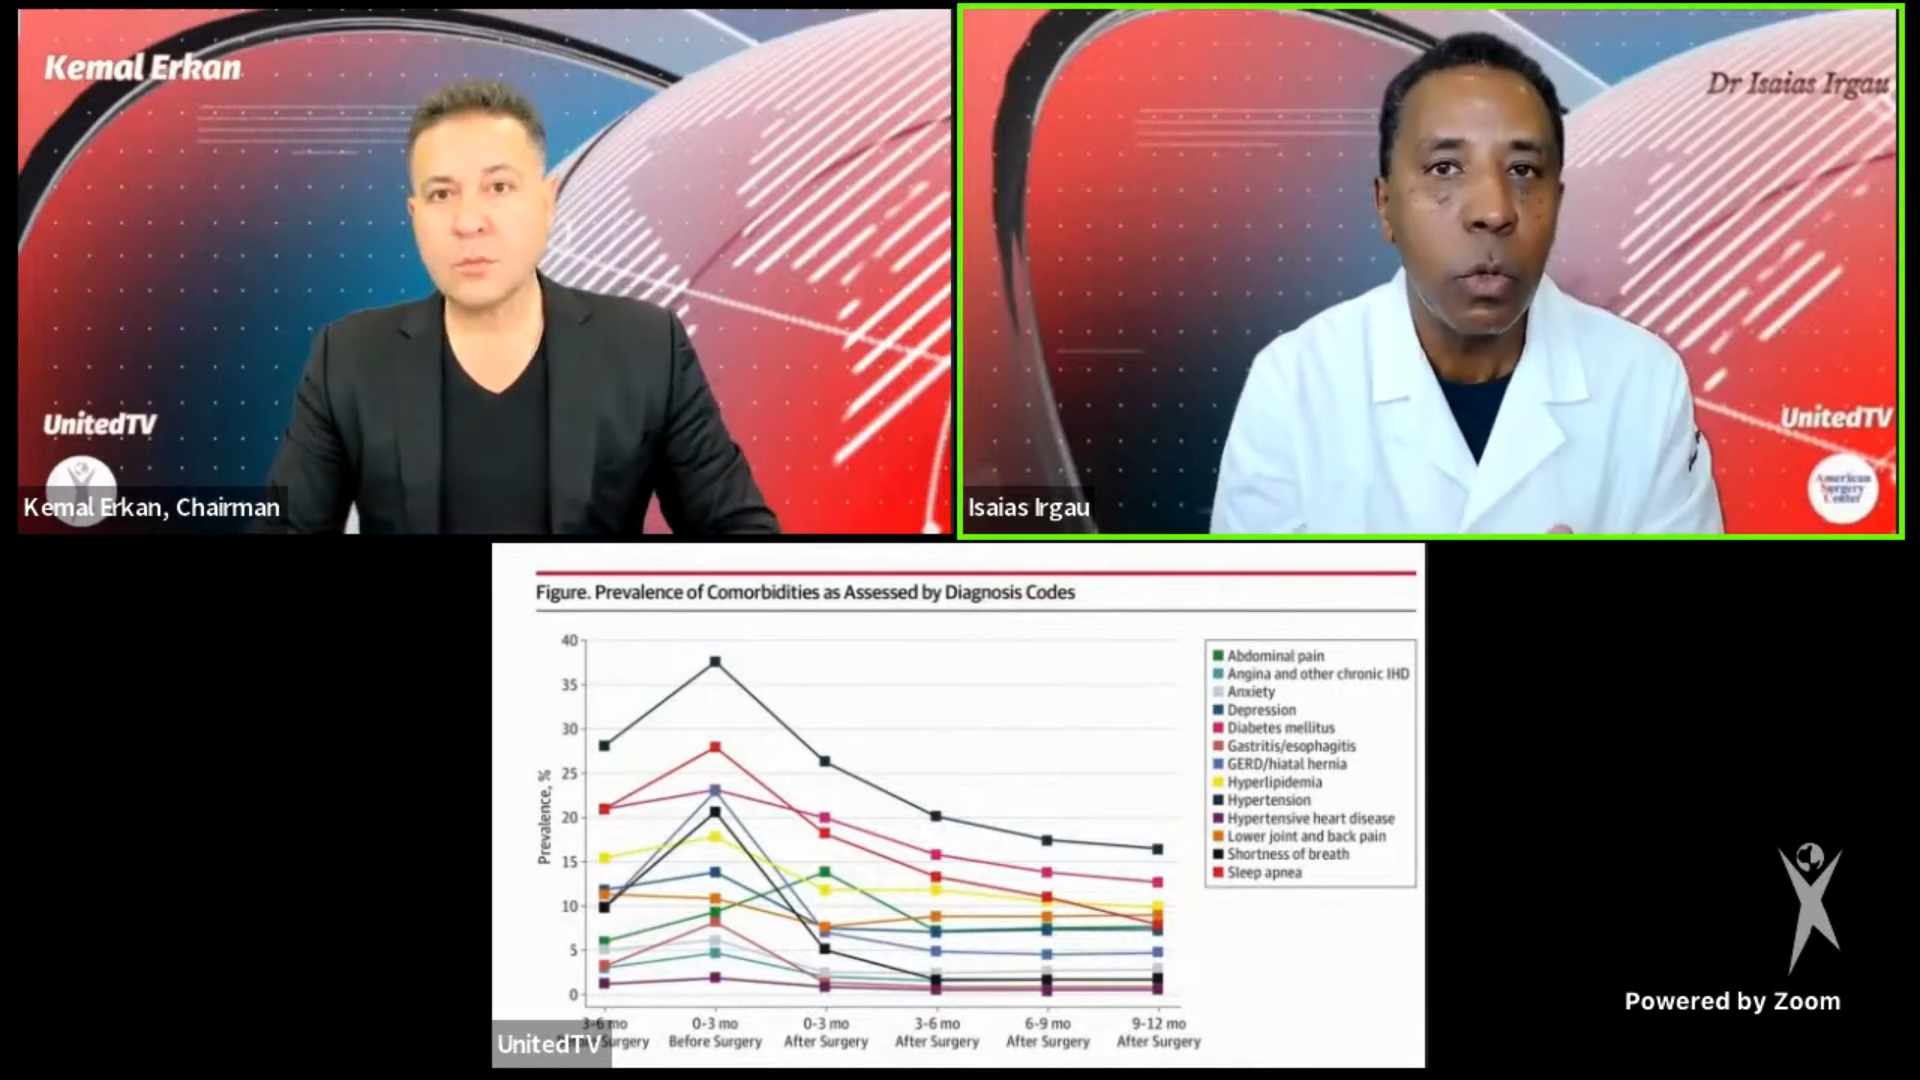 Kemal Erkan
UnitedTV
Kemal Erkan, Chairman
Dr Isaias Irgau
UnitedTV
American
Surgery
Center
Isaias Irgau
Figure. Prevalence of Comorbidities as Assessed by Diagnosis Codes
Prevalence, %
40
35
30
25
20
15
10
5
0
3-6 mo
Surgery
0-3 mo
Before Surgery
0-3 mo
After Surgery
3-6 mo
After Surgery
6-9 mo
After Surgery
9-12 mo
After Surgery
Abdominal pain
Angina and other chronic IHD
Anxiety
Depression
Diabetes mellitus
Gastritis/esophagitis
GERD/hiatal hernia
Hyperlipidemia
Hypertension
Hypertensive heart disease
Lower joint and back pain
Shortness of breath
Sleep apnea
UnitedTV
Powered by Zoom